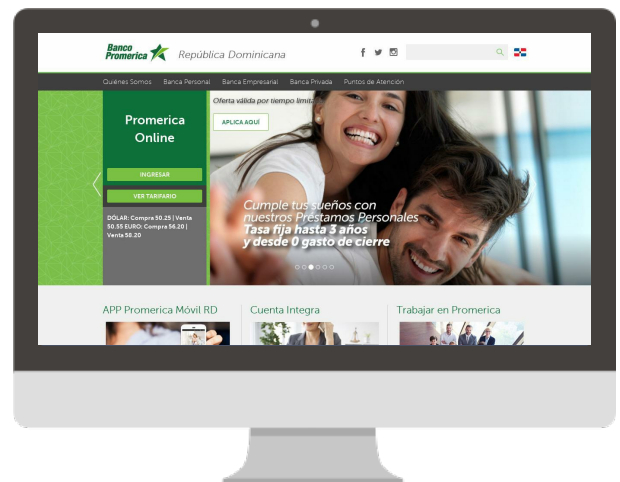 Banco
Promerica
República Dominicana
Quiénes Somos Banca Personal Banca Empresarial Banca Privada Puntos de Atención
Promerica
Online
INGRESAR
VER TARIFARIO
DÓLAR: Compra 50.25 | Venta
50.55 EURO: Compra 56.20 |
Venta 58.20
Oferta válida por tiempo limita
APLICA AQUÍ
Cumple tus sueños con
nuestros Préstamos Personales
Tasa fija hasta 3 años
y desde 0 gasto de cierre
APP Promerica Móvil RD
Cuenta Integra
Trabajar en Promerica